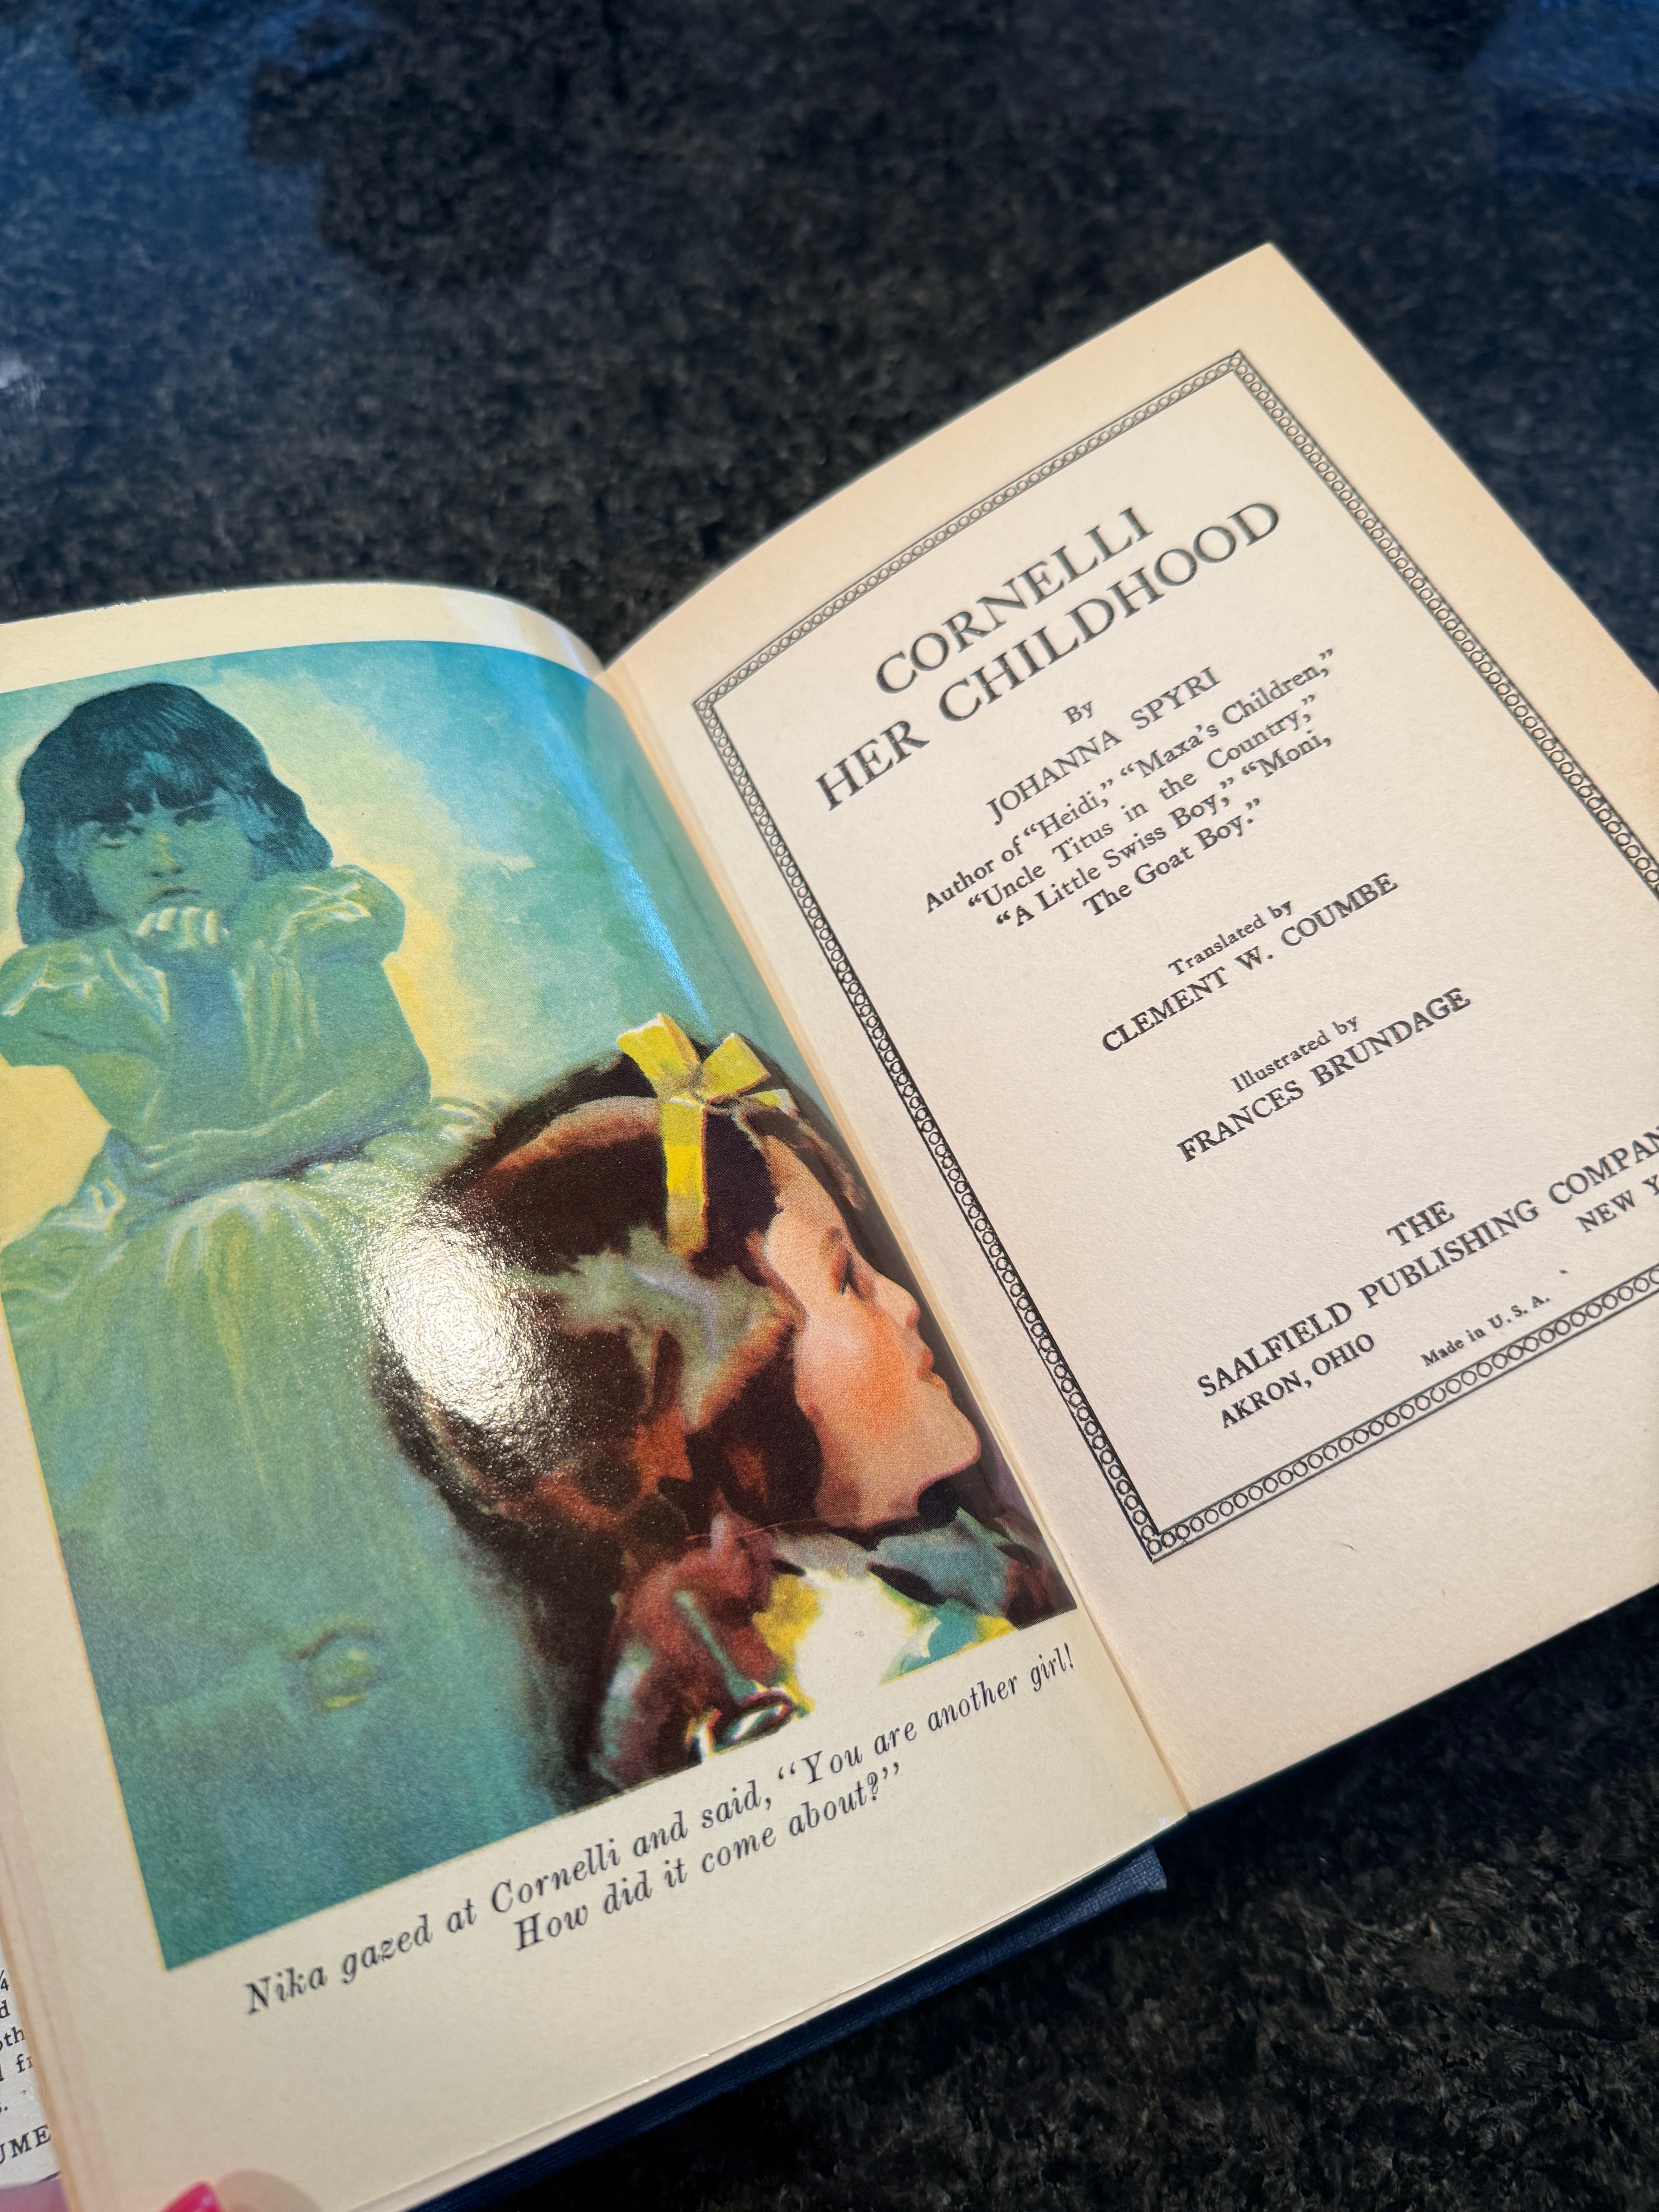 Nika gazed at Cornelli and said, “You are another girl!
How did it come about?”
CORNELLI
HER CHILDHOOD
By
JOHANNA SPYRI
Author of “Heidi,” “Maxa’s Children,”
“Uncle Titus in the Country,”
“A Little Swiss Boy,” “Moni,
The Goat Boy.”
Translated by
CLEMENT W. COUMBE
Illustrated by
FRANCES BRUNDAGE
THE
SAALFIELD PUBLISHING COMPAN
AKRON, OHIO NEW Y
Made in U. S. A.